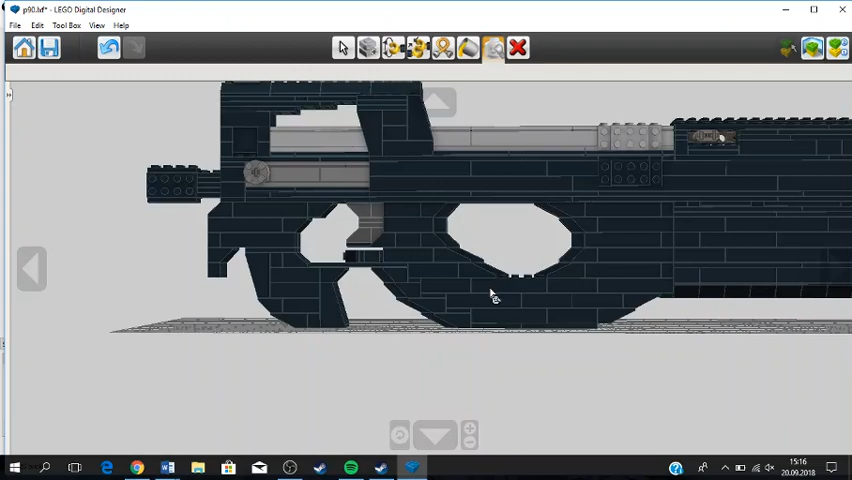 p90.lxf* - LEGO Digital Designer
File Edit Tool Box View Help
15:16
20.09.2018